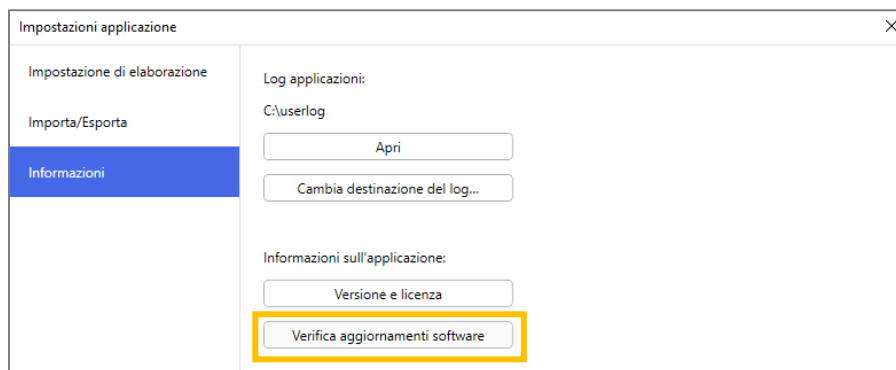 Impostazioni applicazione
Impostazione di elaborazione
Importa/Esporta
Informazioni
Log applicazioni:
C:\userlog
Apri
Cambia destinazione del log...
Informazioni sull'applicazione:
Versione e licenza
Verifica aggiornamenti software